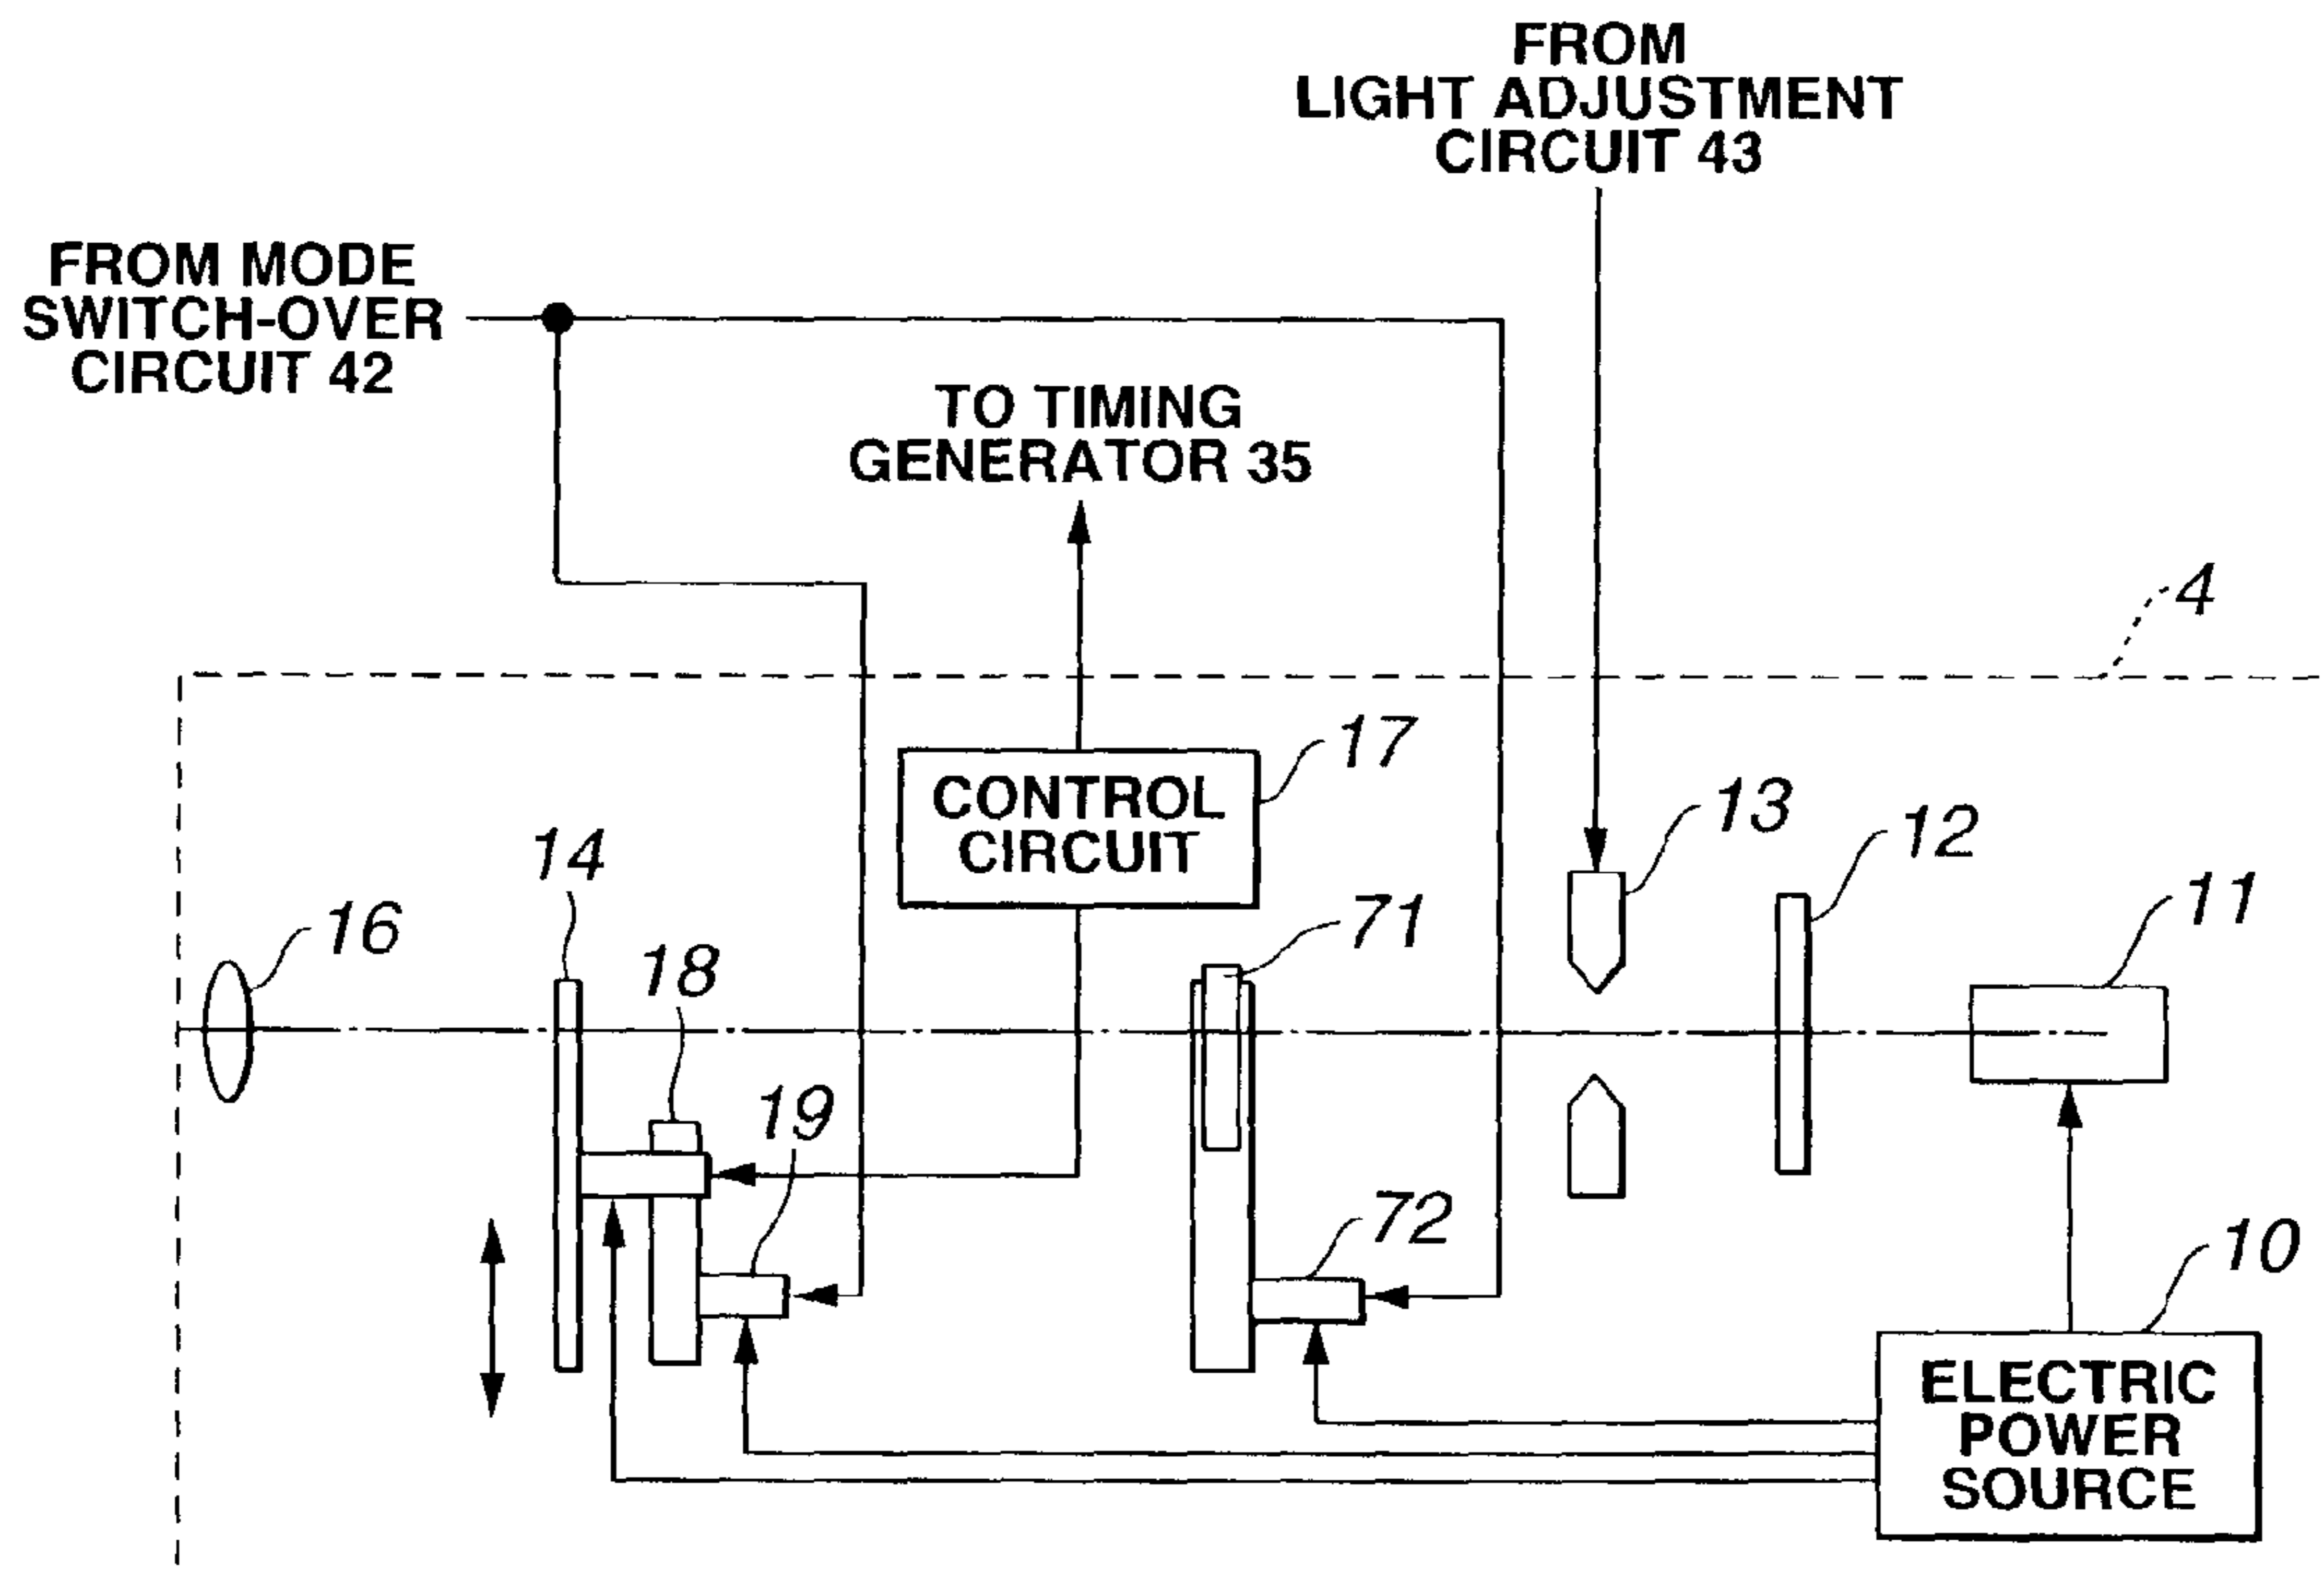 FROM
LIGHT ADJUSTMENT
CIRCUIT 43
FROM MODE
SWITCH-OVER
CIRCUIT 42
TO TIMING
GENERATOR 35
4
17
CONTROL
CIRCUIT
13
12
14
11
71
16
18
19
72
10
ELECTRIC
POWER
SOURCE